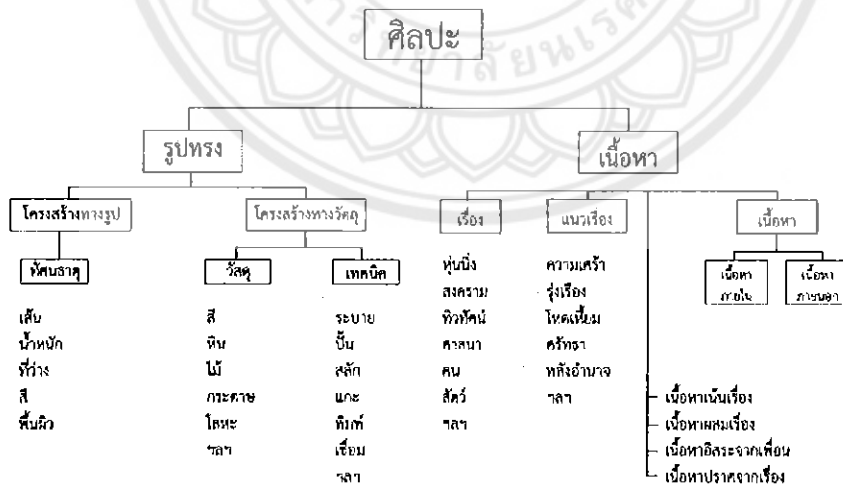 ศิลปะ
รูปทรง
เนื้อหา
โครงสร้างทางรูป
โครงสร้างทางวัตถุ
เรื่อง
แนวเรื่อง
เนื้อหา
ทัศนธาตุ
วัสดุ
เทคนิค
เนื้อหา
ภายใน
เนื้อหา
ภายนอก
เส้น
น้ำหนัก
ที่ว่าง
สี
พื้นผิว
สี
หิน
ไม้
กระดาษ
โลหะ
ฯลฯ
ระบาย
ปั้น
สลัก
แกะ
พิมพ์
เชื่อม
ฯลฯ
หุ่นนิ่ง
สงคราม
ทิวทัศน์
ศาสนา
คน
สัตว์
ฯลฯ
ความเศร้า
รุ่งเรือง
โหดเหี้ยม
ศรัทธา
พลังอำนาจ
ฯลฯ
เนื้อหาเน้นเรื่อง
เนื้อหาผสมเรื่อง
เนื้อหาอิสระจากเพื่อน
เนื้อหาปราศจากเรื่อง